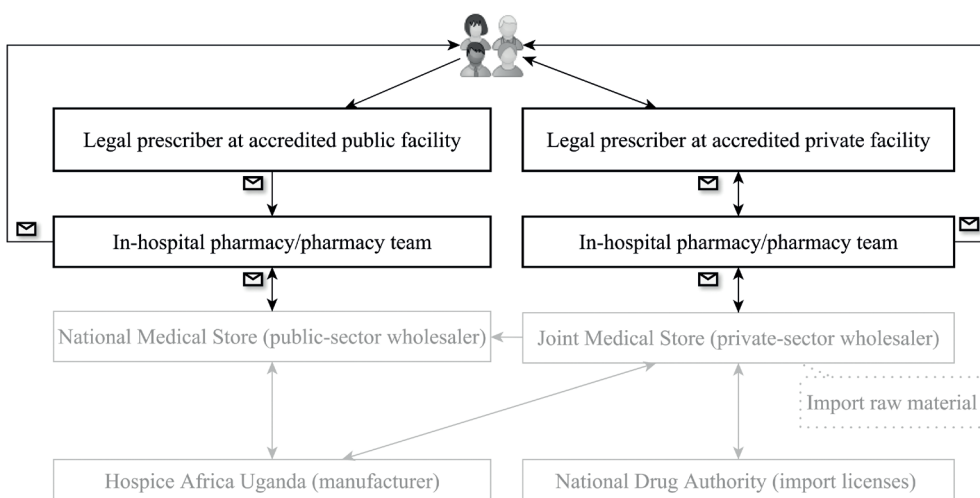 Legal prescriber at accredited public facility
Legal prescriber at accredited private facility
In-hospital pharmacy/pharmacy team
In-hospital pharmacy/pharmacy team
National Medical Store (public-sector wholesaler)
Joint Medical Store (private-sector wholesaler)
Import raw material
Hospice Africa Uganda (manufacturer)
National Drug Authority (import licenses)